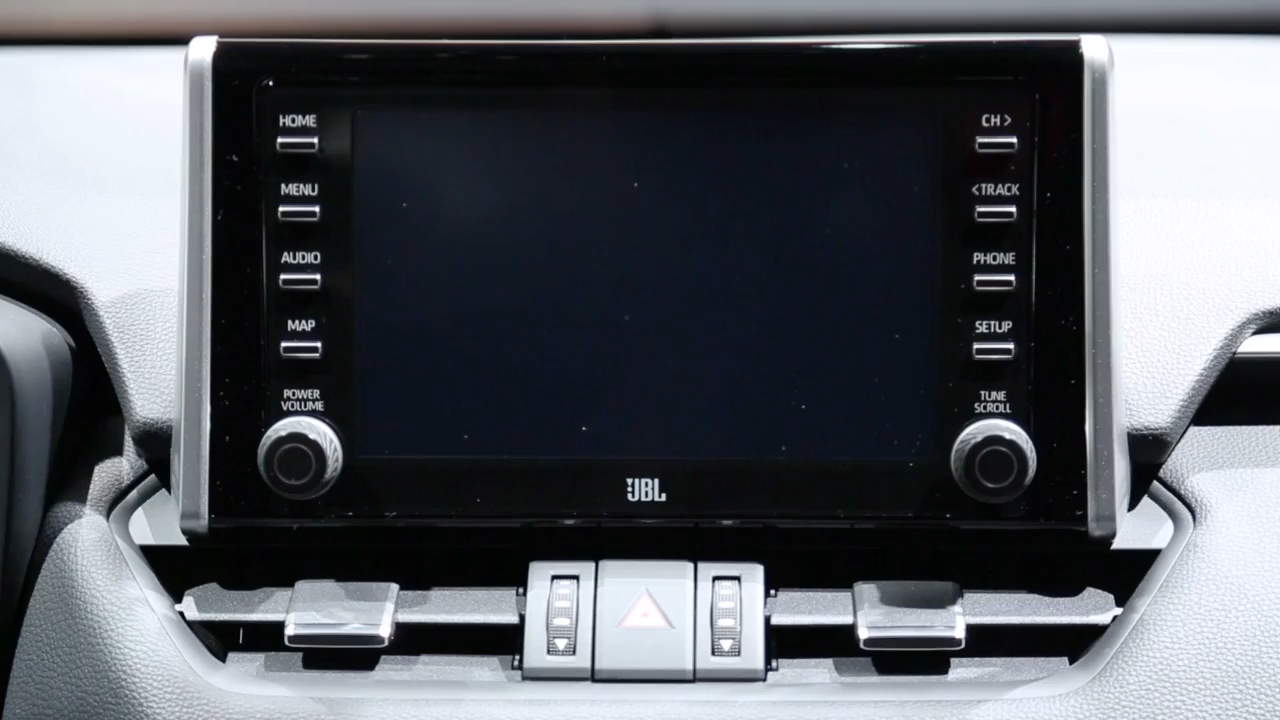 HOME
MENU
AUDIO
MAP
POWER
VOLUME
CH >
< TRACK
PHONE
SETUP
TUNE
SCROLL
JBL